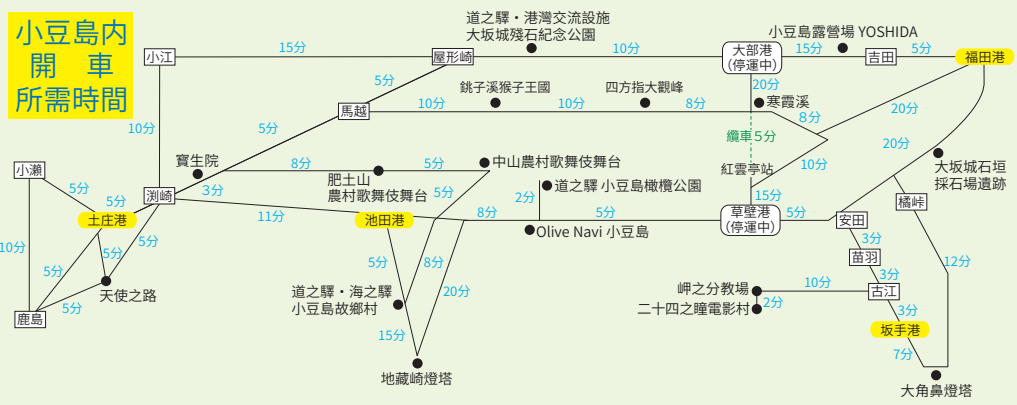 小豆島內
開車
所需時間
道之驛・港灣交流設施
大坂城殘石紀念公園
小豆島露營場 YOSHIDA
小江
15分
屋形崎
10分
大部港
(停運中)
15分
吉田
5分
福田港
5分
銚子溪猴子王國
四方指大觀峰
20分
寒霞溪
馬越
10分
10分
8分
8分
20分
10分
5分
纜車5分
20分
寶生院
8分
5分
中山農村歌舞伎舞台
紅雲亭站
10分
大坂城石垣
採石場遺跡
小瀨
5分
3分
肥土山
農村歌舞伎舞台
5分
2分
道之驛 小豆島橄欖公園
15分
橘峠
渕崎
5分
土庄港
11分
池田港
8分
5分
草壁港
(停運中)
5分
安田
Olive Navi 小豆島
3分
10分
5分
5分
苗羽
5分
5分
8分
12分
3分
天使之路
道之驛・海之驛
小豆島故鄉村
20分
岬之分教場
10分
古江
5分
鹿島
二十四之瞳電影村
2分
3分
坂手港
15分
7分
地藏崎燈塔
大角鼻燈塔